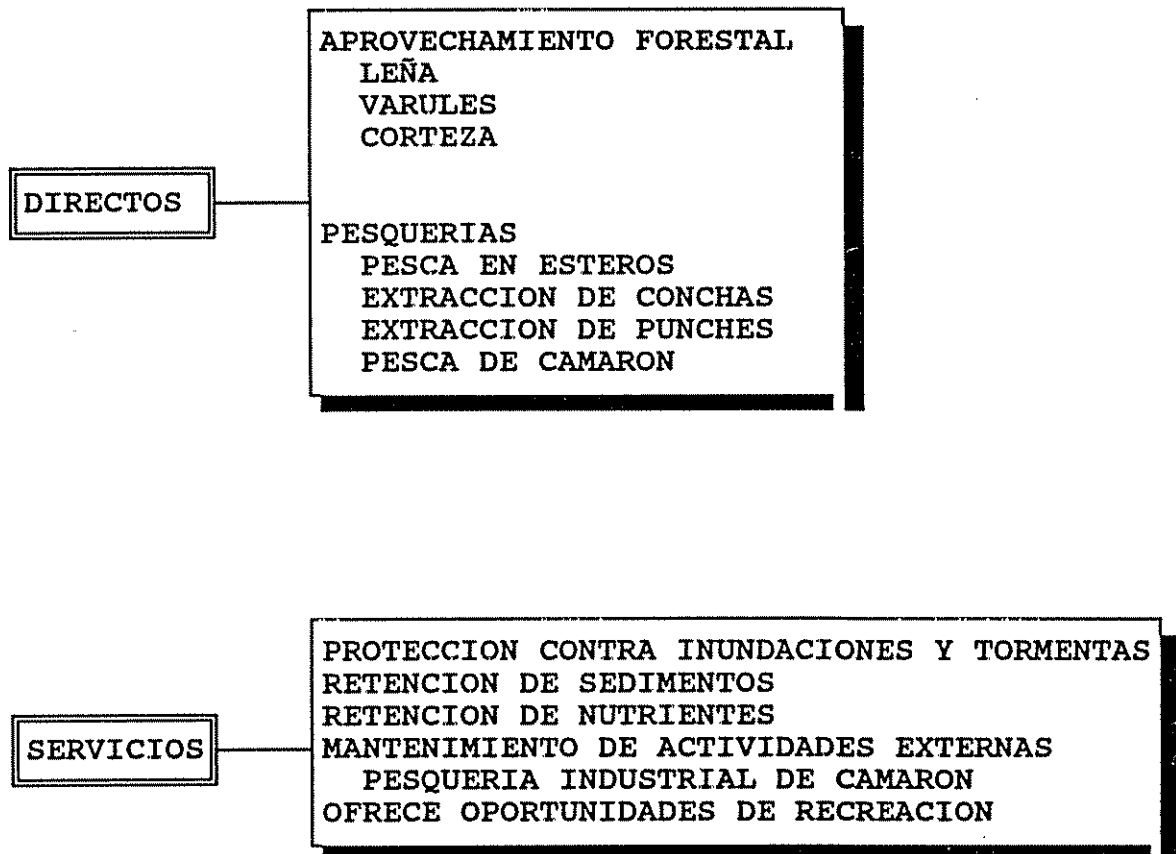 APROVECHAMIENTO FORESTAL
LEÑA
VARULES
CORTEZA
DIRECTOS
PESQUERIAS
PESCA EN ESTEROS
EXTRACCION DE CONCHAS
EXTRACCION DE PUNCHES
PESCA DE CAMARON
PROTECCION CONTRA INUNDACIONES Y TORMENTAS
RETENCION DE SEDIMENTOS
RETENCION DE NUTRIENTES
SERVICIOS
MANTENIMIENTO DE ACTIVIDADES EXTERNAS
PESQUERIA INDUSTRIAL DE CAMARON
OFRECE OPORTUNIDADES DE RECREACION